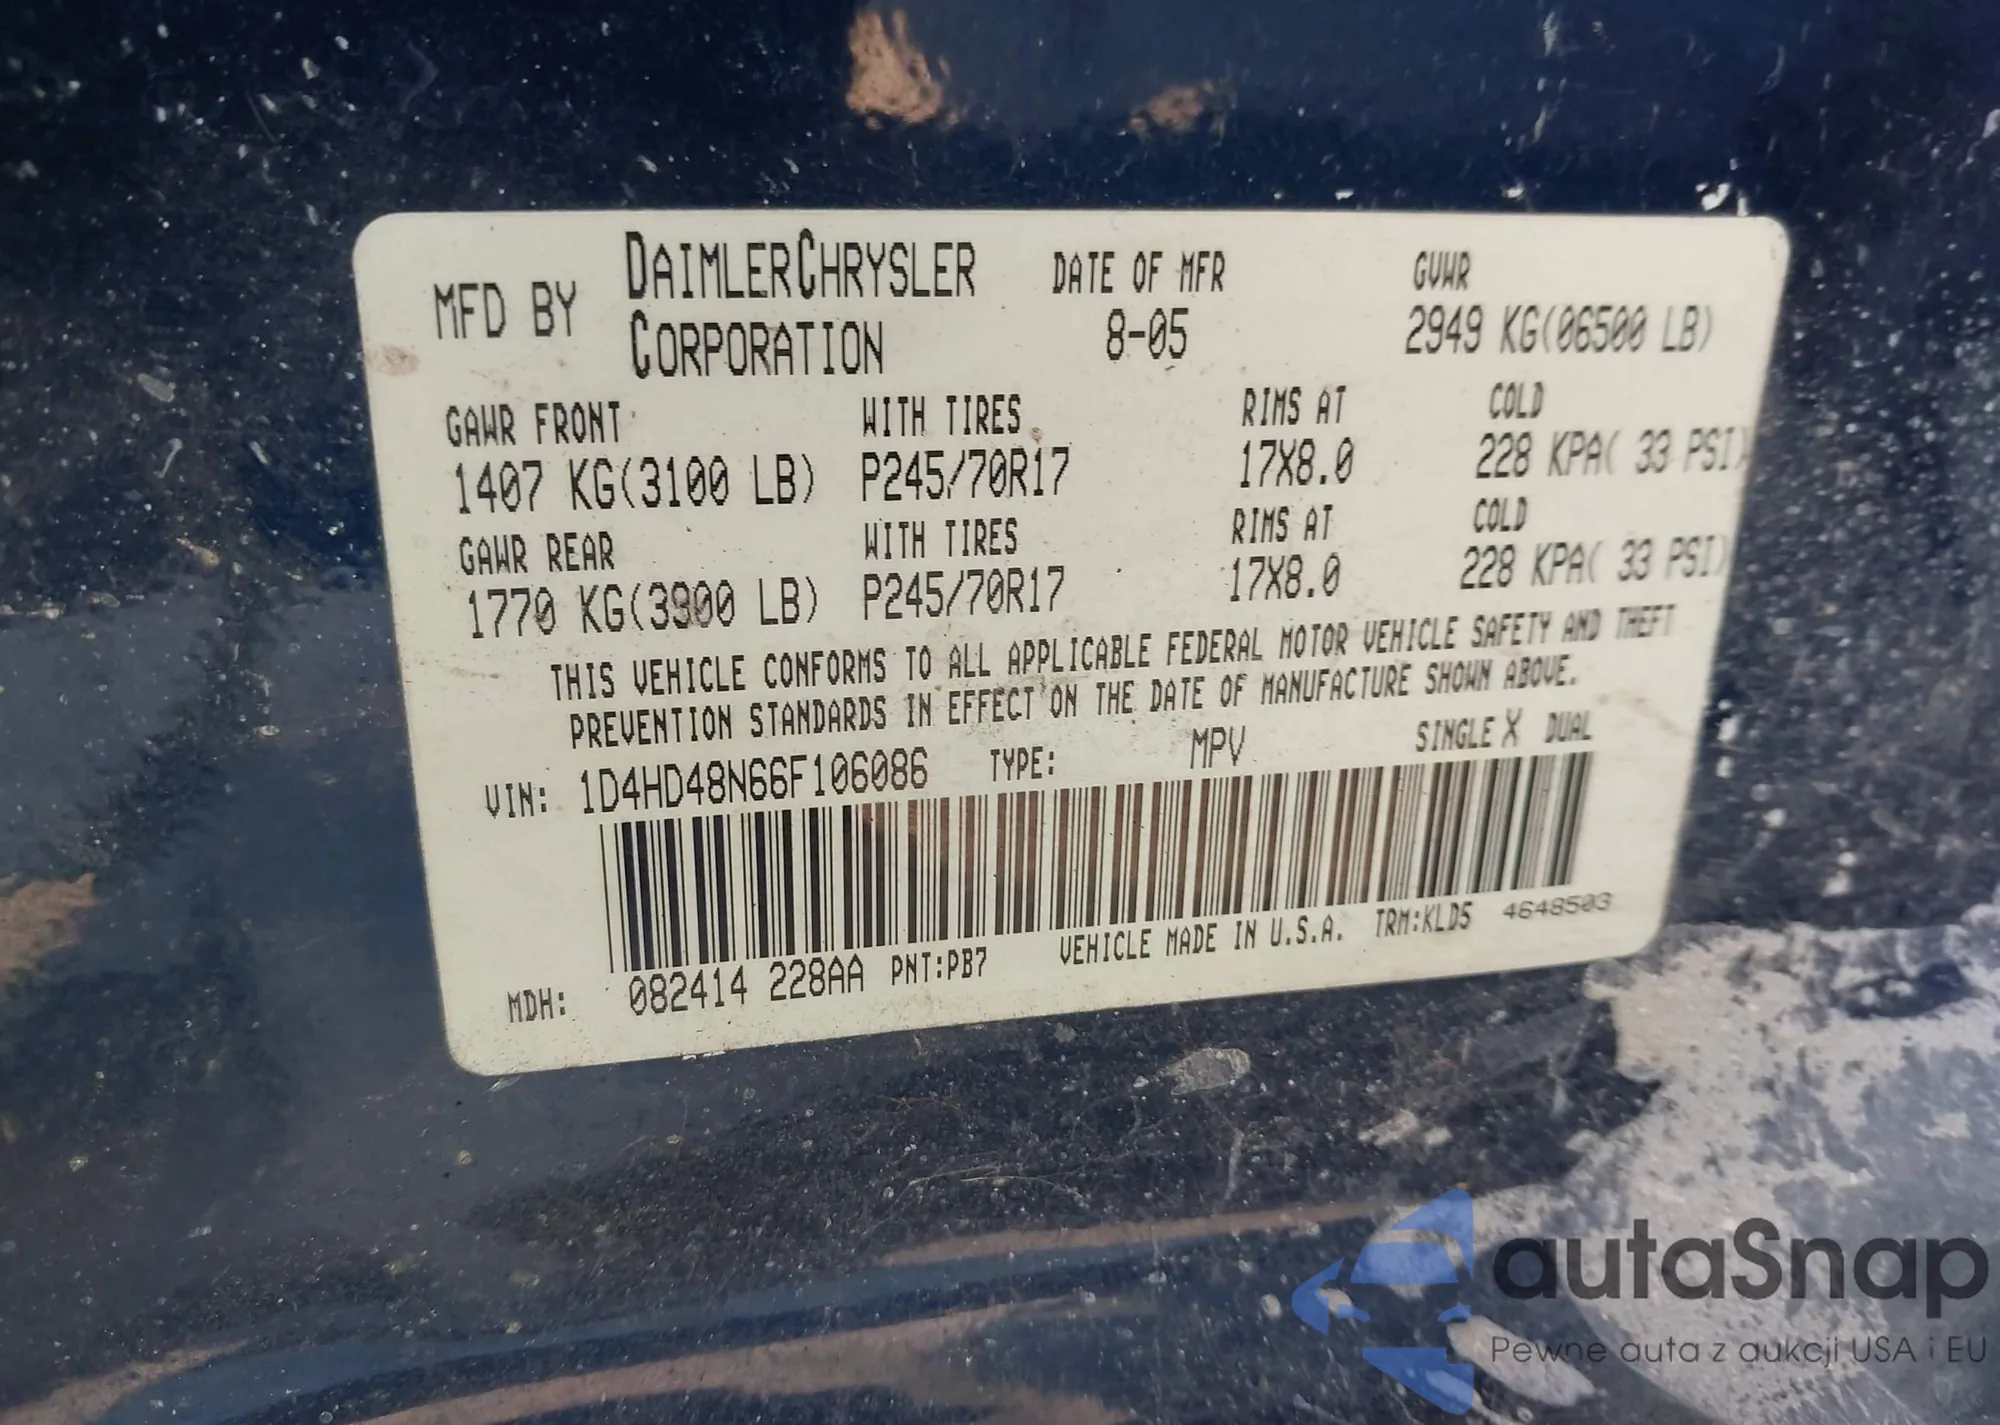 MFD BY DAIMLERCHRYSLER CORPORATION
DATE OF MFR 8-05
GVWR 2949 KG(06500 LB)
GAWR FRONT WITH TIRES RIMS AT COLD
1407 KG(3100 LB) P245/70R17 17X8.0 228 KPA( 33 PSI)
GAWR REAR WITH TIRES RIMS AT COLD
1770 KG(3900 LB) P245/70R17 17X8.0 228 KPA( 33 PSI)
THIS VEHICLE CONFORMS TO ALL APPLICABLE FEDERAL MOTOR VEHICLE SAFETY AND THEFT
PREVENTION STANDARDS IN EFFECT ON THE DATE OF MANUFACTURE SHOWN ABOVE.
VIN: 1D4HD48N66F106086 TYPE: MPV SINGLE X DUAL
MDH: 082414 228AA PNT:PB7 VEHICLE MADE IN U.S.A. TRM:KLD5 4648503
autaSnap
Pewne auta z aukcji USA i EU